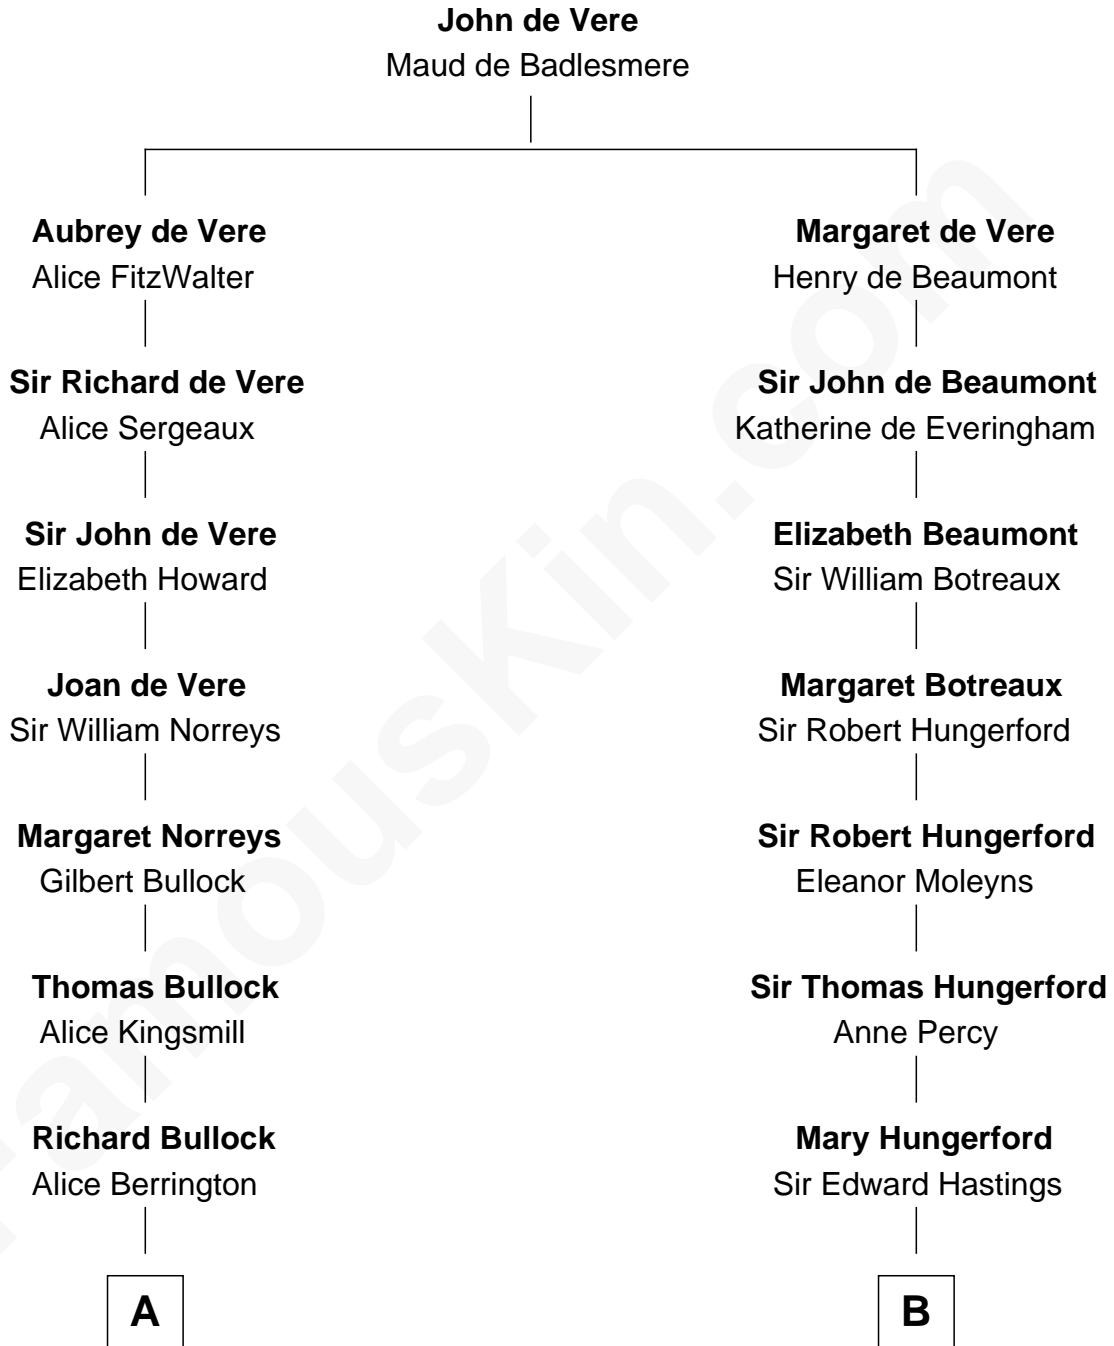 John de Vere
Maud de Badlesmere
Aubrey de Vere
Alice FitzWalter
Margaret de Vere
Henry de Beaumont
Sir Richard de Vere
Alice Sergeaux
Sir John de Beaumont
Katherine de Everingham
Sir John de Vere
Elizabeth Howard
Elizabeth Beaumont
Sir William Botreaux
Joan de Vere
Sir William Norreys
Margaret Botreaux
Sir Robert Hungerford
Margaret Norreys
Gilbert Bullock
Sir Robert Hungerford
Eleanor Moleyns
Thomas Bullock
Alice Kingsmill
Sir Thomas Hungerford
Anne Percy
Richard Bullock
Alice Berrington
Mary Hungerford
Sir Edward Hastings
A
B
FamousKin.com